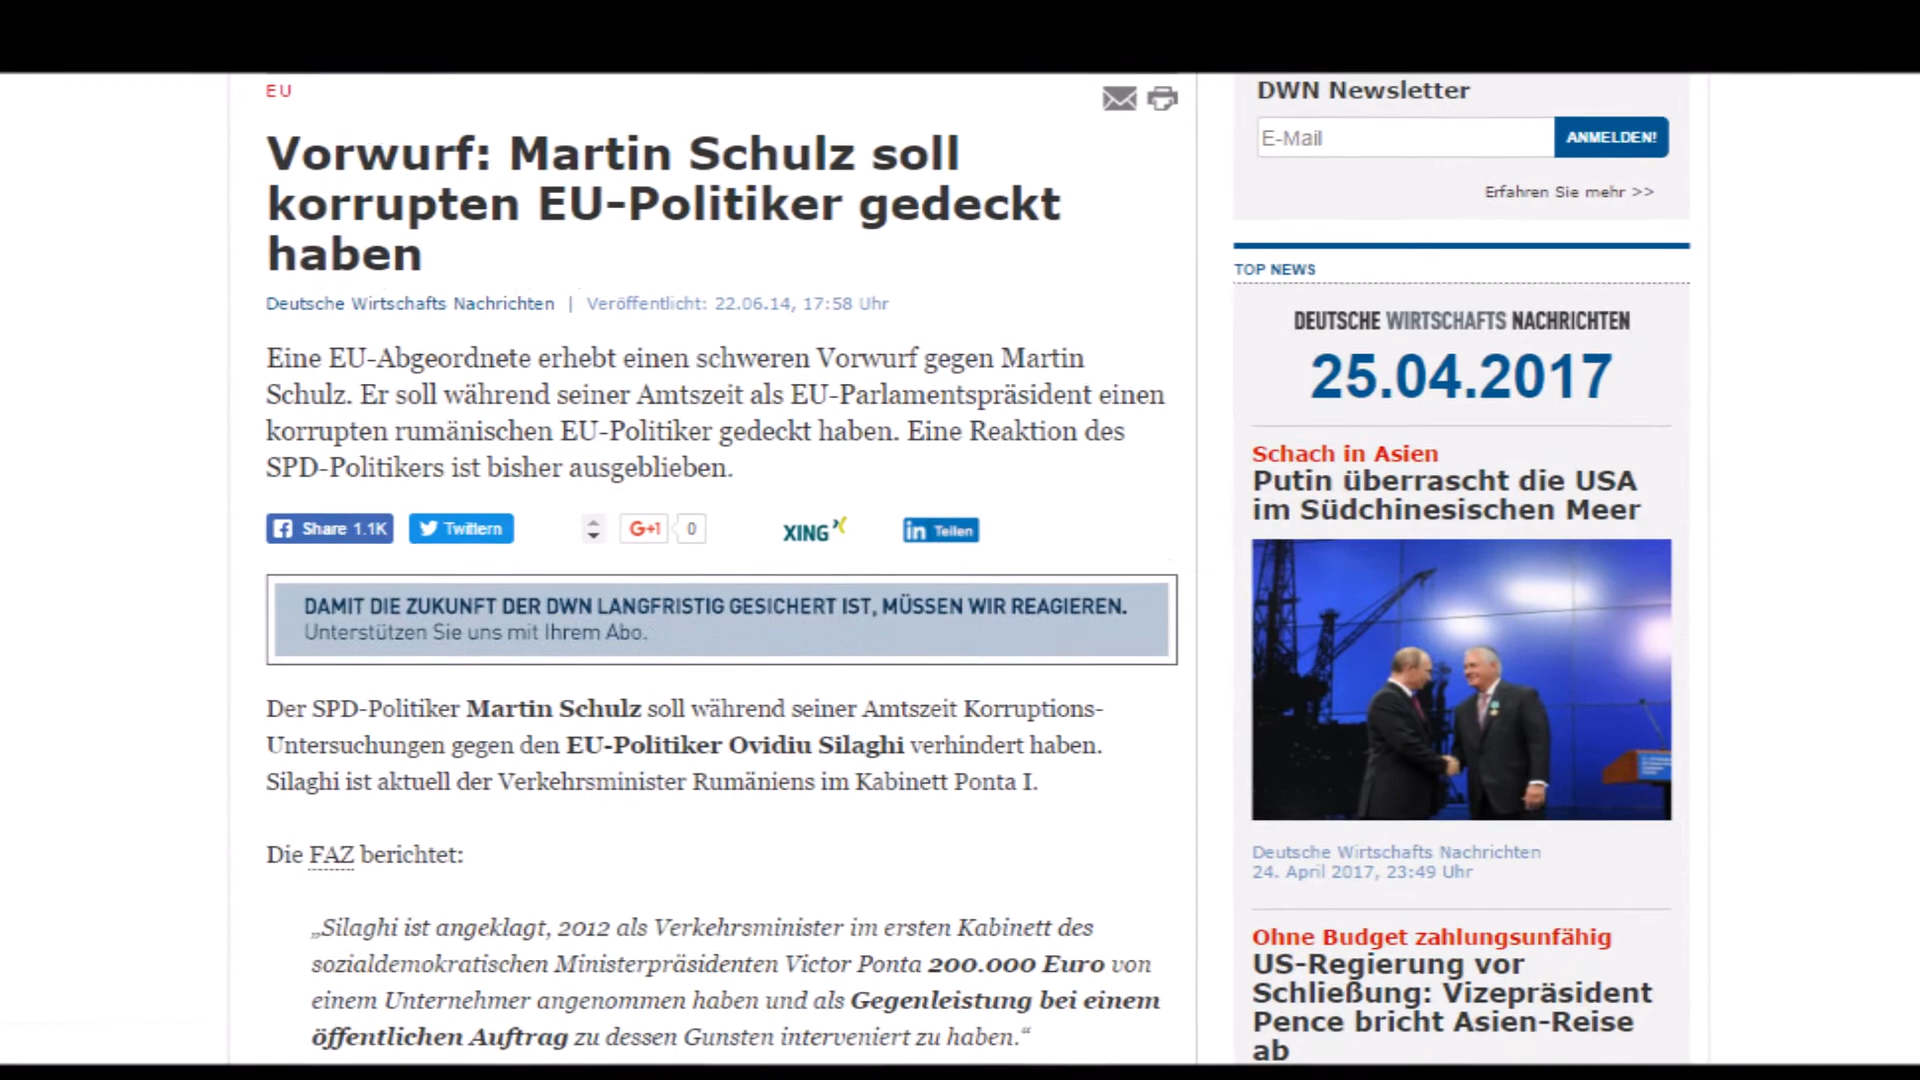 EU
Vorwurf: Martin Schulz soll
korrupten EU-Politiker gedeckt
haben
Deutsche Wirtschafts Nachrichten | Veröffentlicht: 22.06.14, 17:58 Uhr
Eine EU-Abgeordnete erhebt einen schweren Vorwurf gegen Martin
Schulz. Er soll während seiner Amtszeit als EU-Parlamentspräsident einen
korrupten rumänischen EU-Politiker gedeckt haben. Eine Reaktion des
SPD-Politikers ist bisher ausgeblieben.
Share 1.1K Twittern G+1 0 XING in Teilen
DAMIT DIE ZUKUNFT DER DWN LANGFRISTIG GESICHERT IST, MÜSSEN WIR REAGIEREN.
Unterstützen Sie uns mit Ihrem Abo.
Der SPD-Politiker Martin Schulz soll während seiner Amtszeit Korruptions-
Untersuchungen gegen den EU-Politiker Ovidiu Silaghi verhindert haben.
Silaghi ist aktuell der Verkehrsminister Rumäniens im Kabinett Ponta I.
Die FAZ berichtet:
„Silaghi ist angeklagt, 2012 als Verkehrsminister im ersten Kabinett des
sozialdemokratischen Ministerpräsidenten Victor Ponta 200.000 Euro von
einem Unternehmer angenommen haben und als Gegenleistung bei einem
öffentlichen Auftrag zu dessen Gunsten interveniert zu haben.“
DWN Newsletter
E-Mail ANMELDEN!
Erfahren Sie mehr >>
TOP NEWS
DEUTSCHE WIRTSCHAFTS NACHRICHTEN
25.04.2017
Schach in Asien
Putin überrascht die USA
im Südchinesischen Meer
Deutsche Wirtschafts Nachrichten
24. April 2017, 23:49 Uhr
Ohne Budget zahlungsunfähig
US-Regierung vor
Schließung: Vizepräsident
Pence bricht Asien-Reise
ab